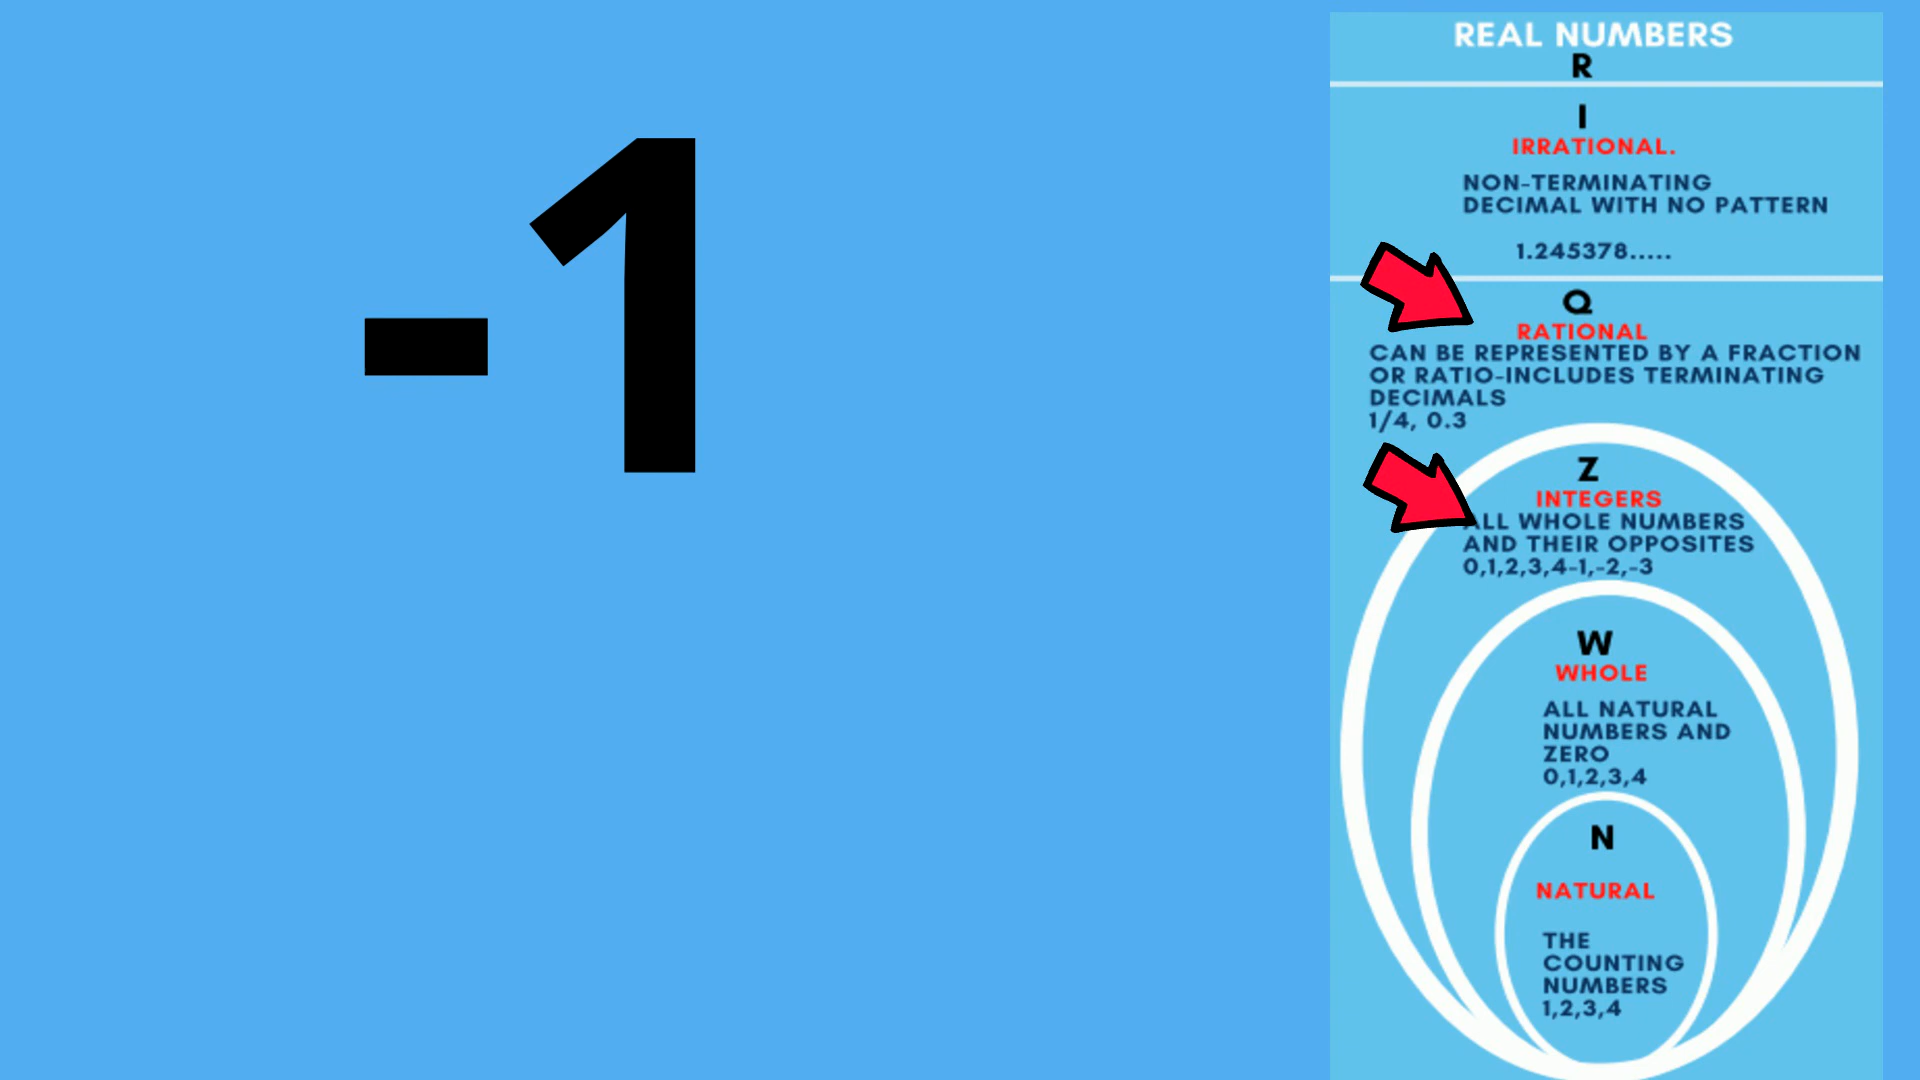 -1
REAL NUMBERS
R
I
IRRATIONAL.
NON-TERMINATING
DECIMAL WITH NO PATTERN
1.245378.....
Q
RATIONAL
CAN BE REPRESENTED BY A FRACTION
OR RATIO-INCLUDES TERMINATING
DECIMALS
1/4, 0.3
Z
INTEGERS
ALL WHOLE NUMBERS
AND THEIR OPPOSITES
0,1,2,3,4-1,-2,-3
W
WHOLE
ALL NATURAL
NUMBERS AND
ZERO
0,1,2,3,4
N
NATURAL
THE
COUNTING
NUMBERS
1,2,3,4